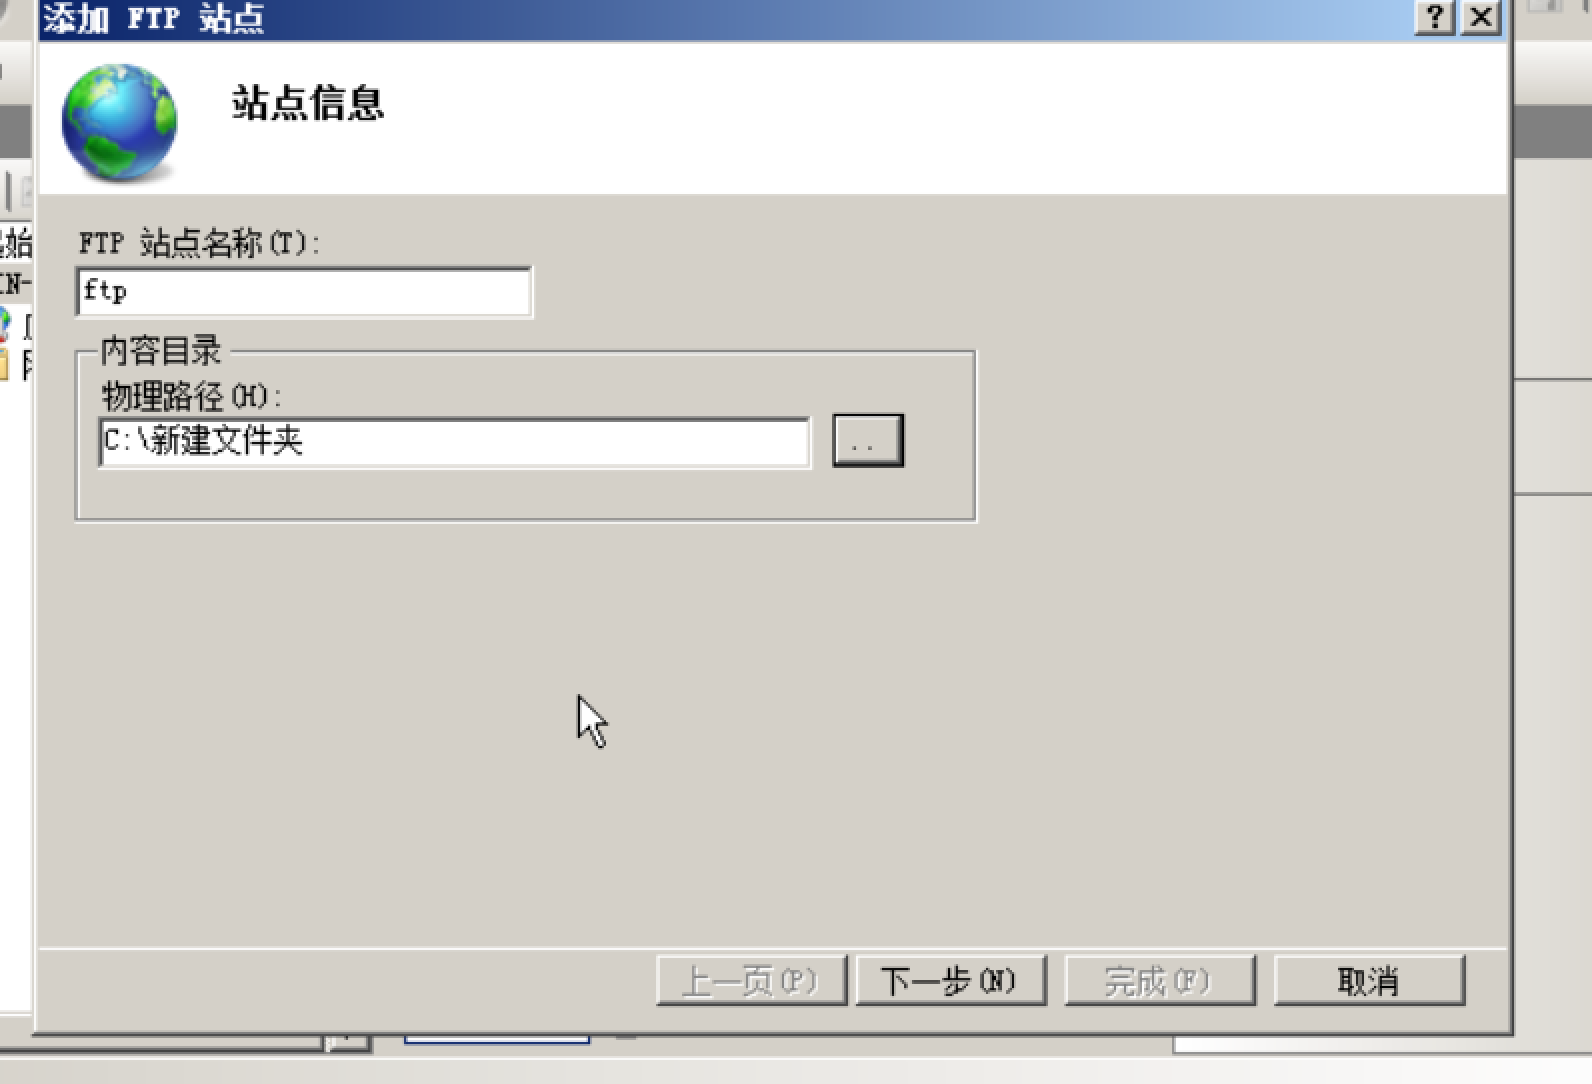 添加 FTP 站点
站点信息
FTP 站点名称(T):
ftp
内容目录
物理路径(H):
C:\新建文件夹
..
上一页(P)
下一步(N)
完成(F)
取消